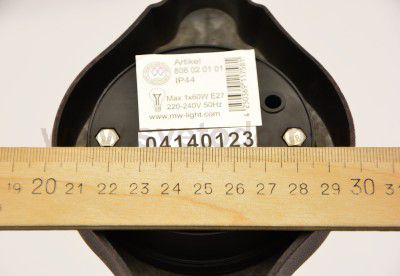 Artikel
806 02 01 01
IP44
Max.1x60W E27
220-240V 50Hz
www.mw-light.com
04140123
19 20 21 22 23 24 25 26 27 28 29 30 31